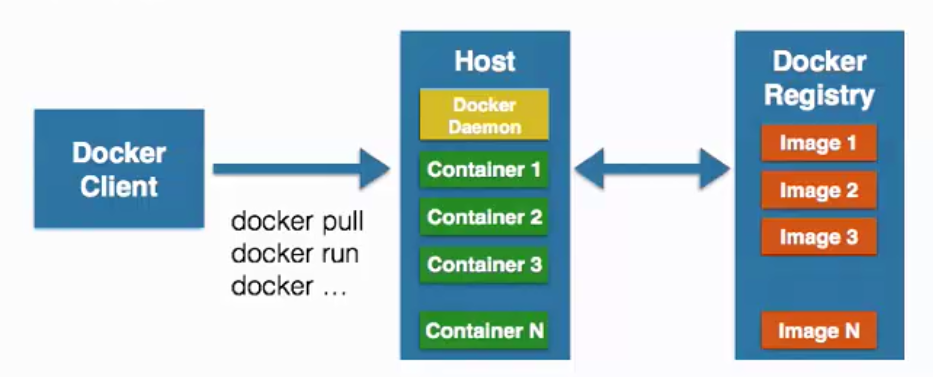 Docker
Client
docker pull
docker run
docker ...
Host
Docker
Daemon
Container 1
Container 2
Container 3
Container N
Docker
Registry
Image 1
Image 2
Image 3
Image N